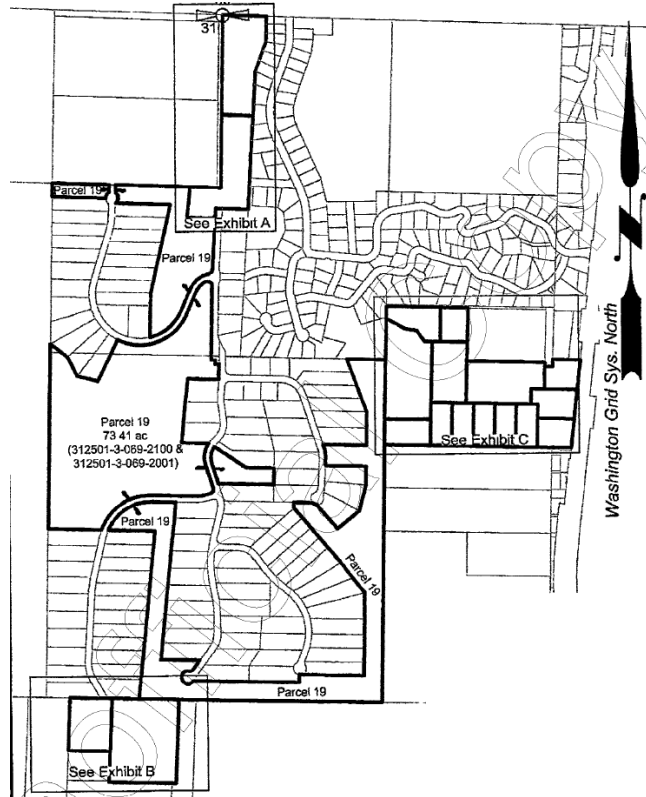 31
Parcel 19
See Exhibit A
Parcel 19
Parcel 19
73 41 ac
(312501-3-069-2100 &
312501-3-069-2001)
See Exhibit C
Parcel 19
Parcel 19
Parcel 19
See Exhibit B
Washington Grid Sys. North